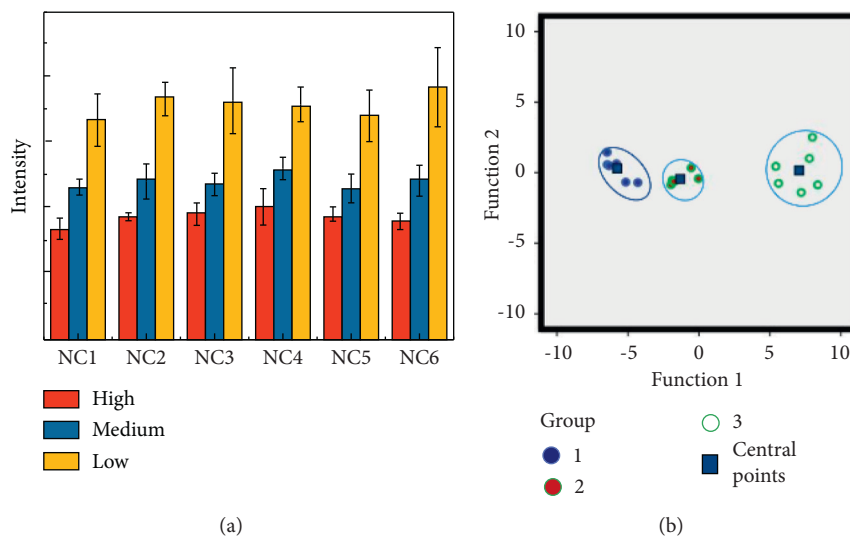 Intensity
NC1 NC2 NC3 NC4 NC5 NC6
High
Medium
Low
(a)
Function 2
10
5
0
-5
-10
-10 -5 0 5 10
Function 1
Group
1
2
3
Central
points
(b)